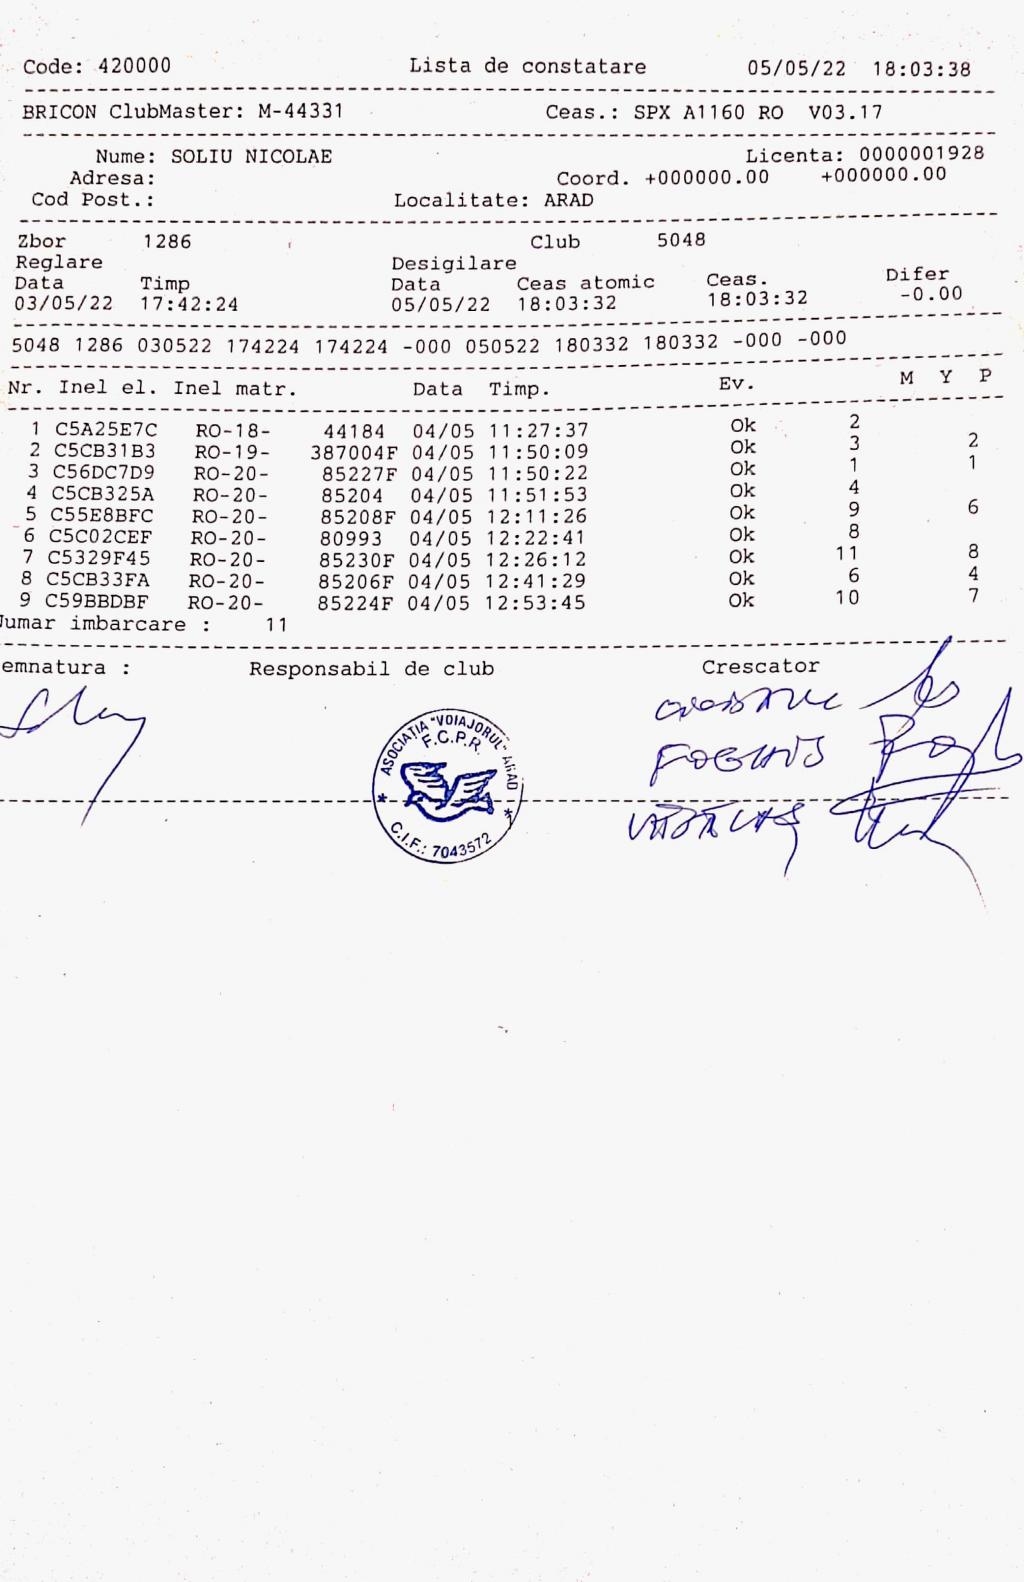 Code: 420000 Lista de constatare 05/05/22 18:03:38
BRICON ClubMaster: M-44331 Ceas.: SPX A1160 RO V03.17
Nume: SOLIU NICOLAE Licenta: 0000001928
Adresa: Coord. +000000.00 +000000.00
Cod Post.: Localitate: ARAD
Zbor 1286 Club 5048
Reglare Desigilare
Data Timp Data Ceas atomic Ceas. Difer
03/05/22 17:42:24 05/05/22 18:03:32 18:03:32 -0.00
5048 1286 030522 174224 174224 -000 050522 180332 180332 -000 -000
Nr. Inel el. Inel matr. Data Timp. Ev. M Y P
1 C5A25E7C RO-18- 44184 04/05 11:27:37 Ok 2
2 C5CB31B3 RO-19- 387004F 04/05 11:50:09 Ok 3 2
3 C56DC7D9 RO-20- 85227F 04/05 11:50:22 Ok 1 1
4 C5CB325A RO-20- 85204 04/05 11:51:53 Ok 4
5 C55E8BFC RO-20- 85208F 04/05 12:11:26 Ok 9 6
6 C5C02CEF RO-20- 80993 04/05 12:22:41 Ok 8
7 C5329F45 RO-20- 85230F 04/05 12:26:12 Ok 11 8
8 C5CB33FA RO-20- 85206F 04/05 12:41:29 Ok 6 4
9 C59BBDBF RO-20- 85224F 04/05 12:53:45 Ok 10 7
umar imbarcare : 11
emnatura : Responsabil de club Crescator
ASOCIAȚIA "VOIAJORUL" ARAD
F.C.P.R.
C.I.F.: 7043572